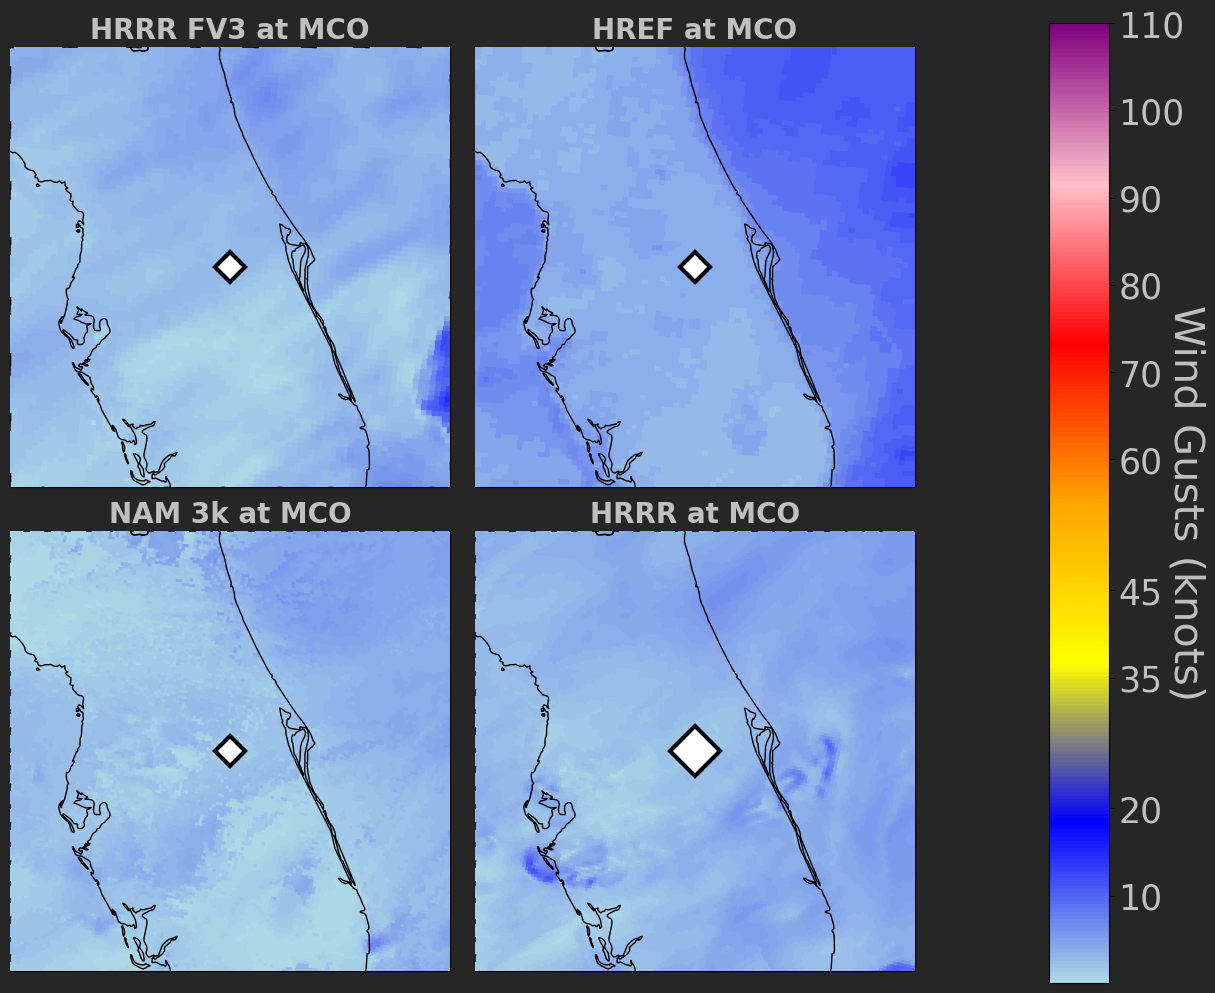 HRRR FV3 at MCO
HREF at MCO
NAM 3k at MCO
HRRR at MCO
110
100
90
80
70
60
45
35
20
10
Wind Gusts (knots)